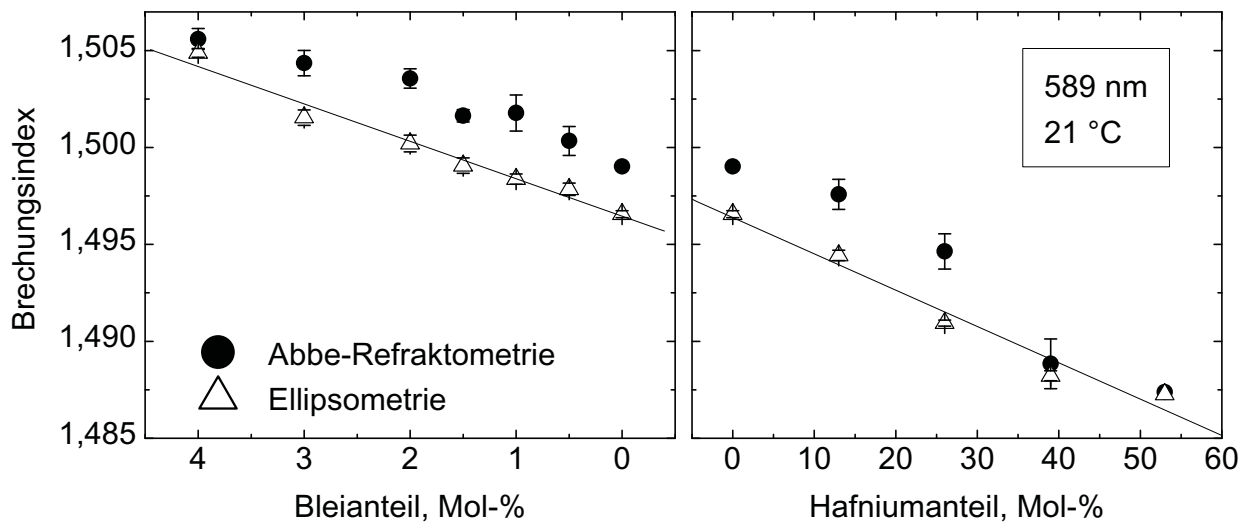 Brechungsindex
1,505
1,500
1,495
1,490
1,485
Abbe-Refraktometrie
Ellipsometrie
4 3 2 1 0
Bleianteil, Mol-%
589 nm
21 °C
0 10 20 30 40 50 60
Hafniumanteil, Mol-%